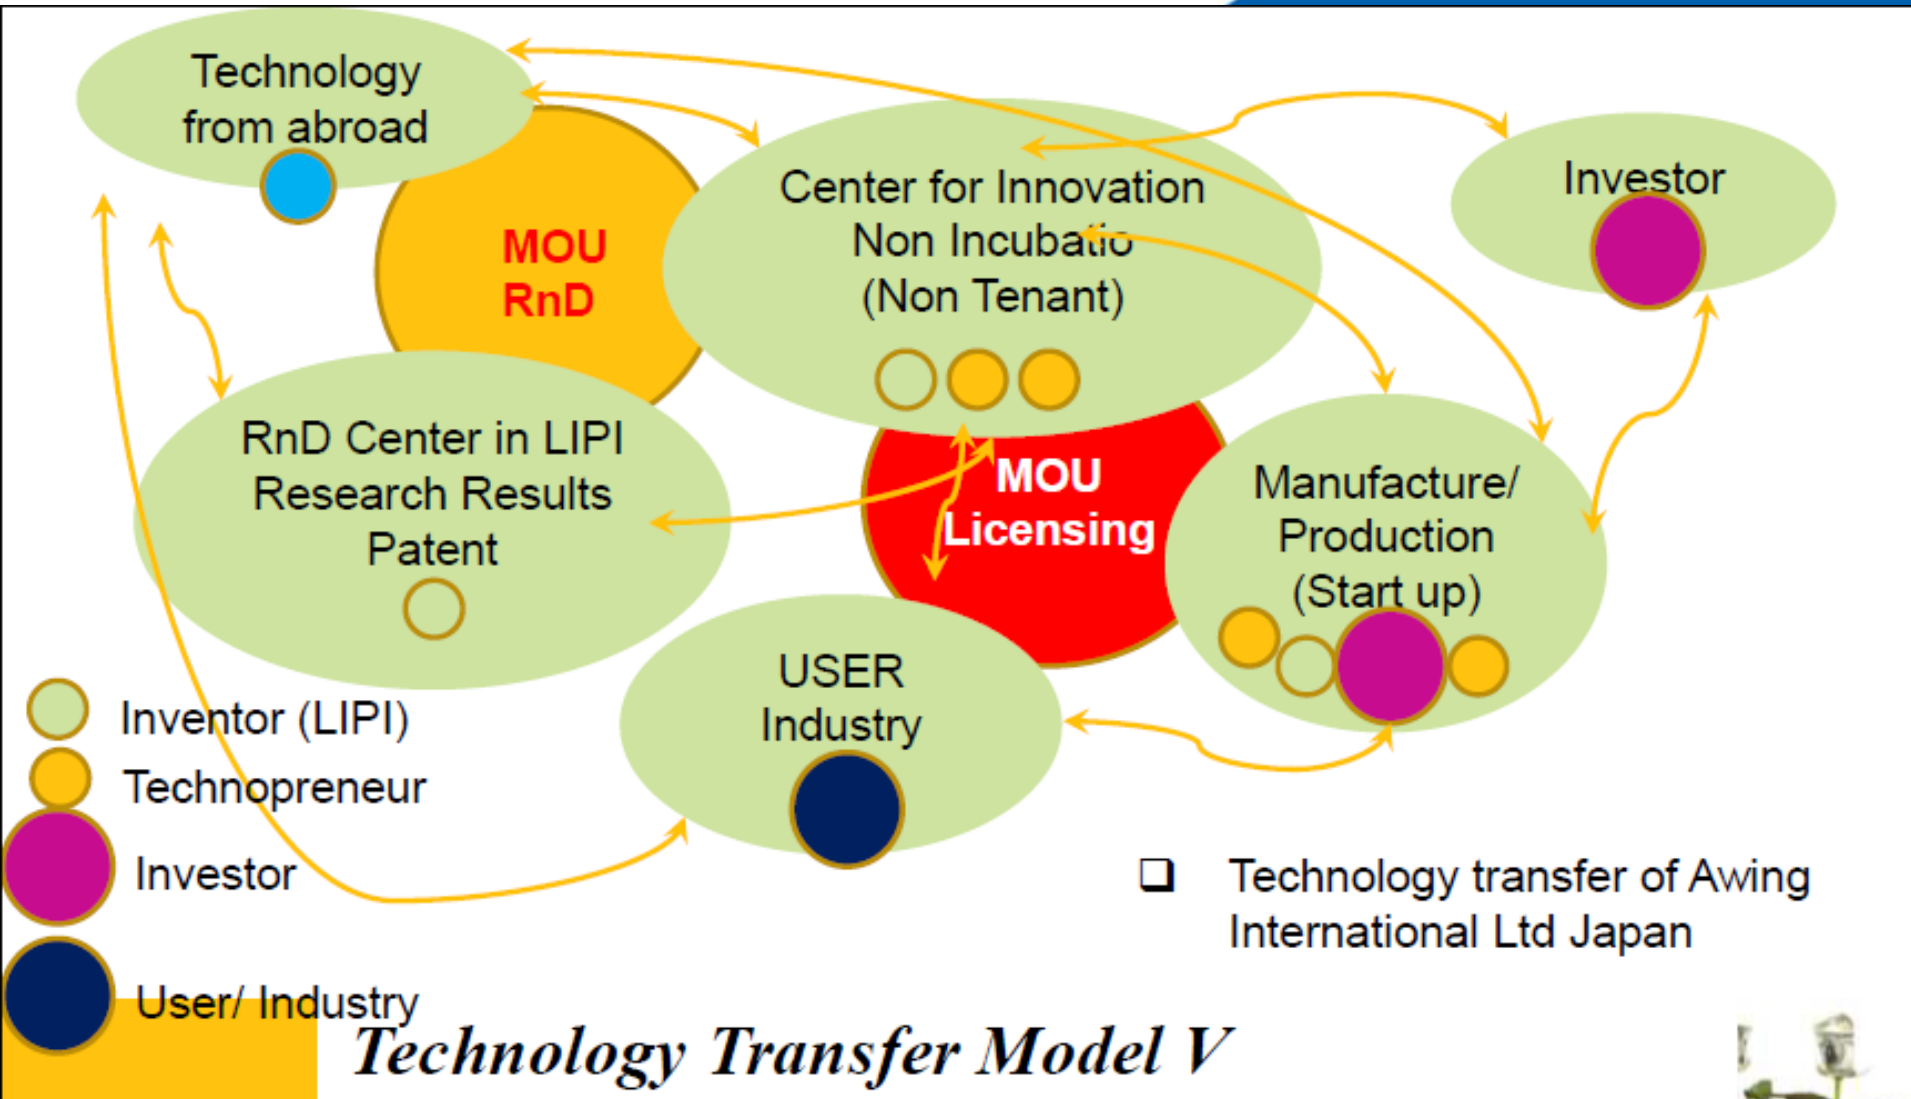 Technology
from abroad
MOU
RnD
Center for Innovation
Non Incubatio
(Non Tenant)
Investor
RnD Center in LIPI
Research Results
Patent
MOU
Licensing
Manufacture/
Production
(Start up)
USER
Industry
Inventor (LIPI)
Technopreneur
Investor
User/ Industry
❑ Technology transfer of Awing
International Ltd Japan
Technology Transfer Model V